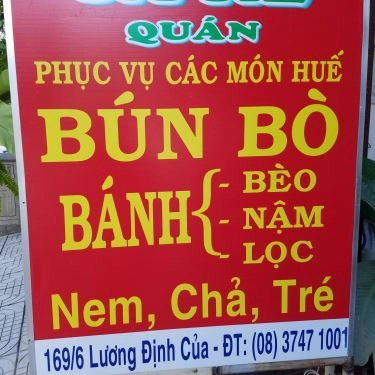 QUÁN
PHỤC VỤ CÁC MÓN HUẾ
BÚN BÒ
BÁNH { - BÈO
- NẬM
- LỌC
Nem, Chả, Tré
169/6 Lương Định Của - ĐT: (08) 3747 1001